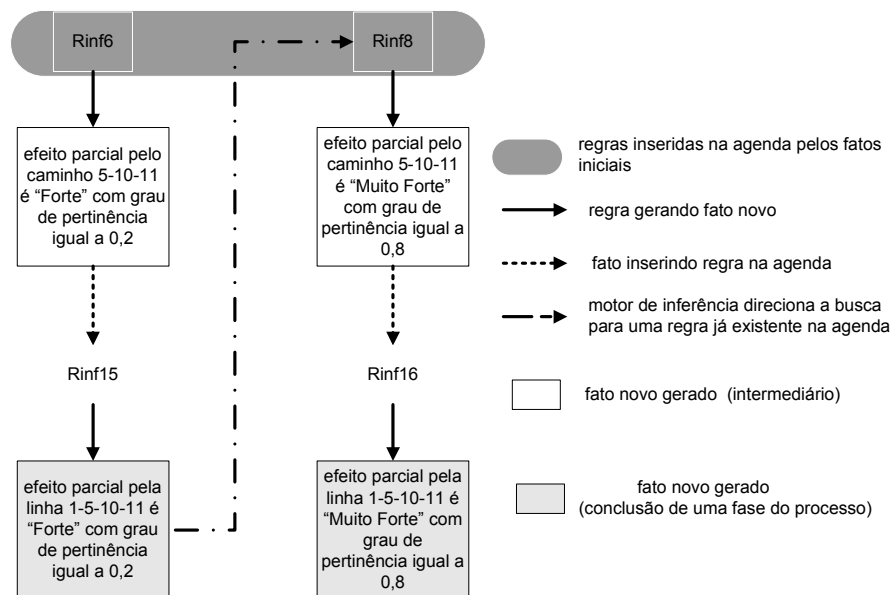 Rinf6
Rinf8
efeito parcial pelo
caminho 5-10-11
é “Forte” com grau
de pertinência
igual a 0,2
efeito parcial pelo
caminho 5-10-11
é “Muito Forte”
com grau de
pertinência igual a
0,8
Rinf15
Rinf16
efeito parcial pela
linha 1-5-10-11 é
“Forte” com grau
de pertinência
igual a 0,2
efeito parcial pela
linha 1-5-10-11 é
“Muito Forte” com
grau de
pertinência igual a
0,8
regras inseridas na agenda pelos fatos
iniciais
regra gerando fato novo
fato inserindo regra na agenda
motor de inferência direciona a busca
para uma regra já existente na agenda
fato novo gerado (intermediário)
fato novo gerado
(conclusão de uma fase do processo)